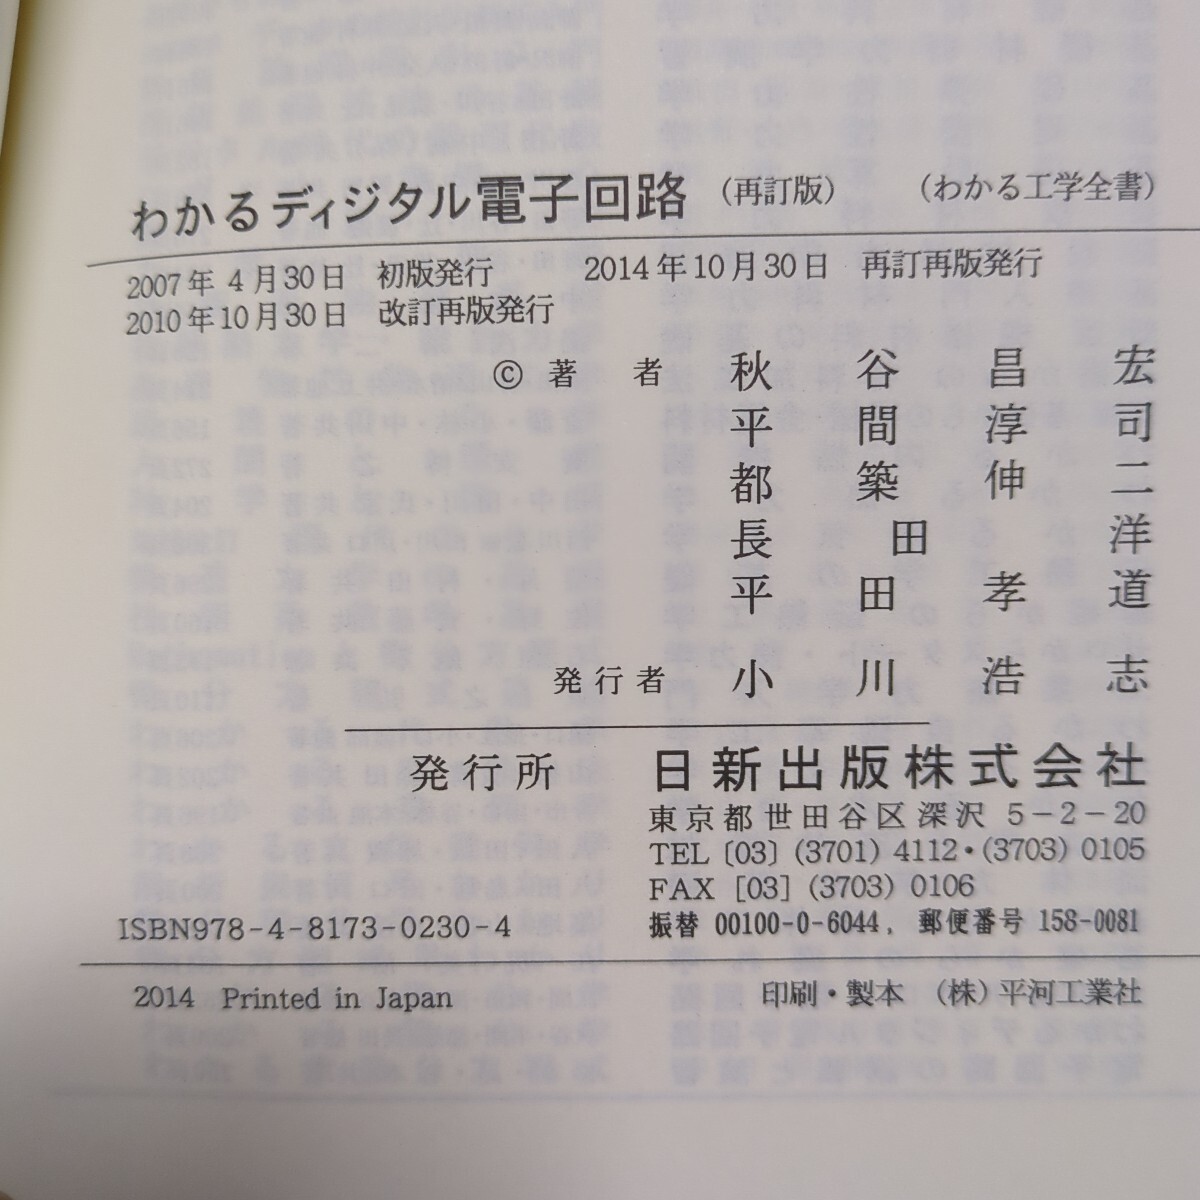 わかるディジタル電子回路（再訂版）　（わかる工学全書）
2007年 4月30日　初版発行　2014年10月30日　再訂再版発行
2010年10月30日　改訂再版発行
© 著者　秋谷昌宏
平間淳司
都築伸二
長田洋
平田孝道
発行者　小川浩志
発行所　日新出版株式会社
東京都世田谷区深沢 5-2-20
TEL〔03〕(3701) 4112・(3703) 0105
FAX〔03〕(3703) 0106
ISBN978-4-8173-0230-4　振替 00100-0-6044, 郵便番号 158-0081
2014 Printed in Japan　印刷・製本（株）平河工業社